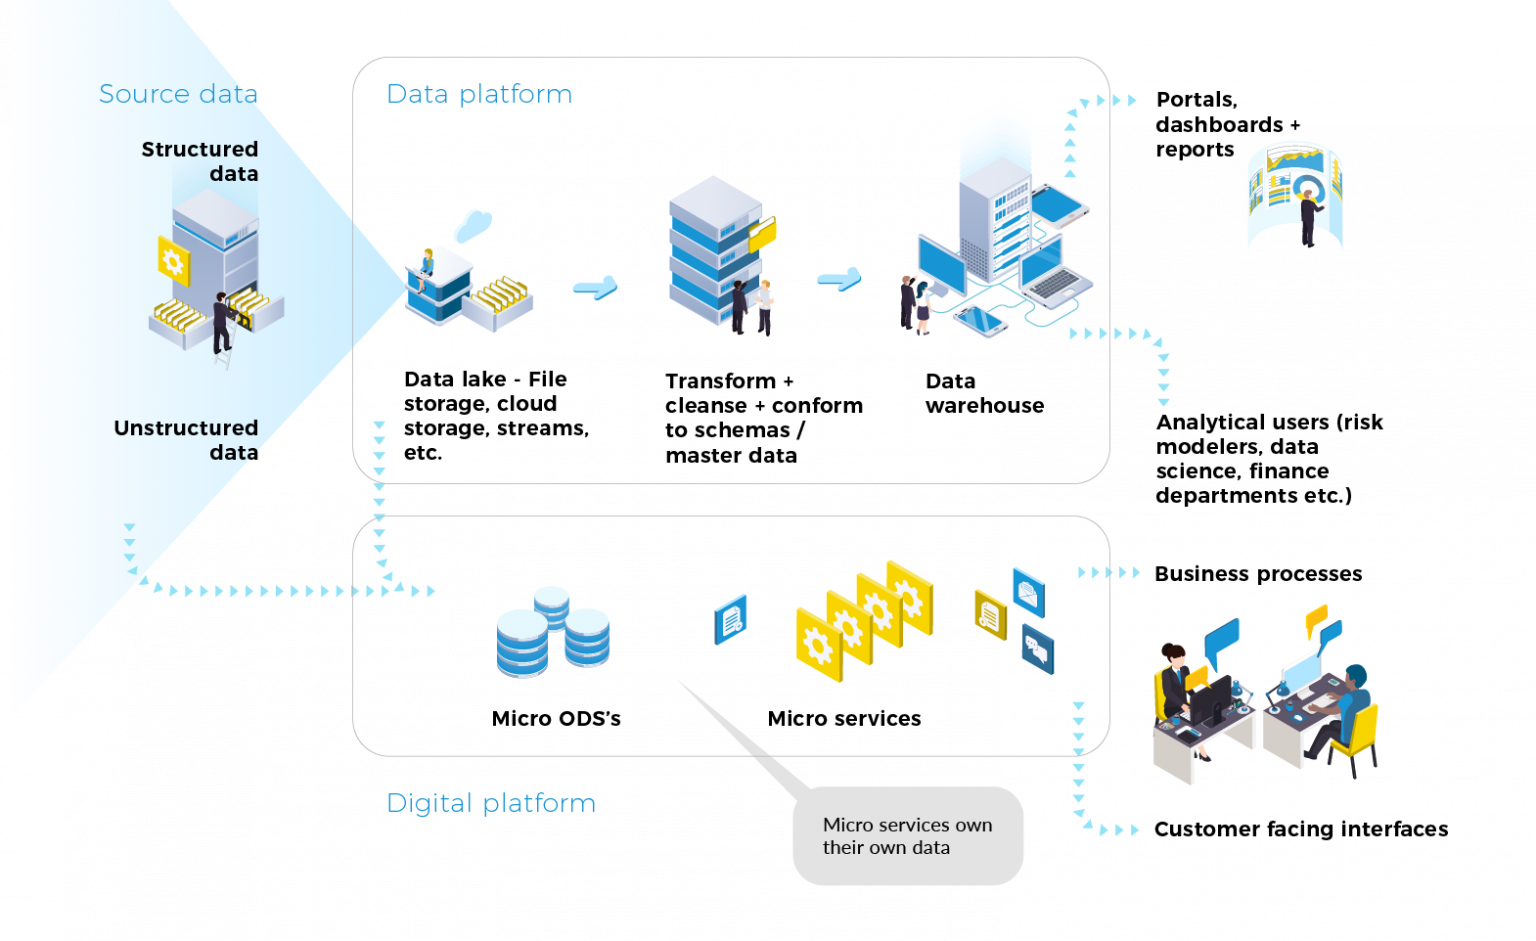 Source data
Structured
data
Unstructured
data
Data platform
Data lake - File
storage, cloud
storage, streams,
etc.
Transform +
cleanse + conform
to schemas /
master data
Data
warehouse
Portals,
dashboards +
reports
Analytical users (risk
modelers, data
science, finance
departments etc.)
Micro ODS’s
Micro services
Digital platform
Micro services own
their own data
Business processes
Customer facing interfaces